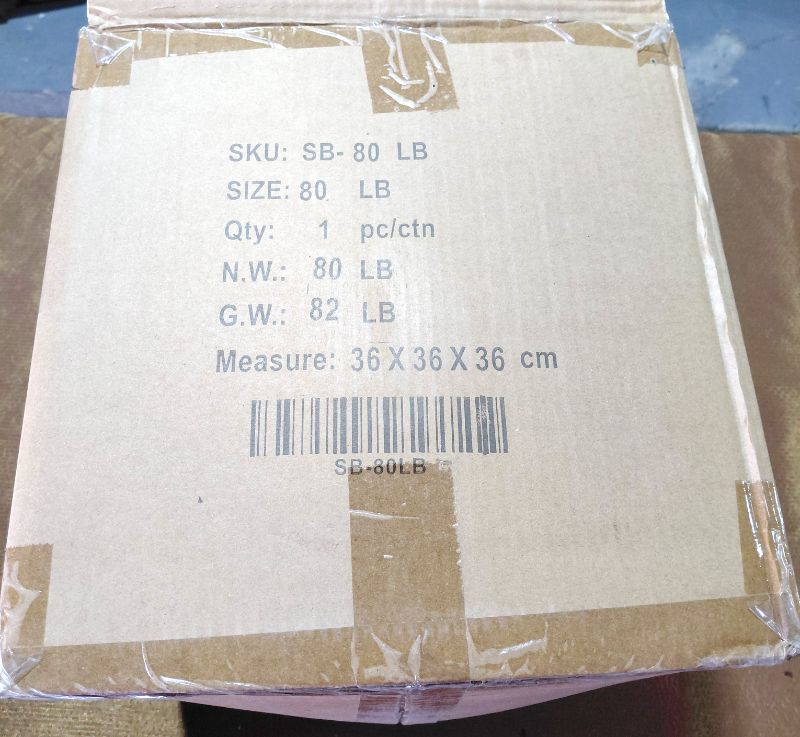 SKU: SB-80 LB
SIZE: 80 LB
Qty: 1 pc/ctn
N.W.: 80 LB
G.W.: 82 LB
Measure: 36 X 36 X 36 cm
SB-80LB